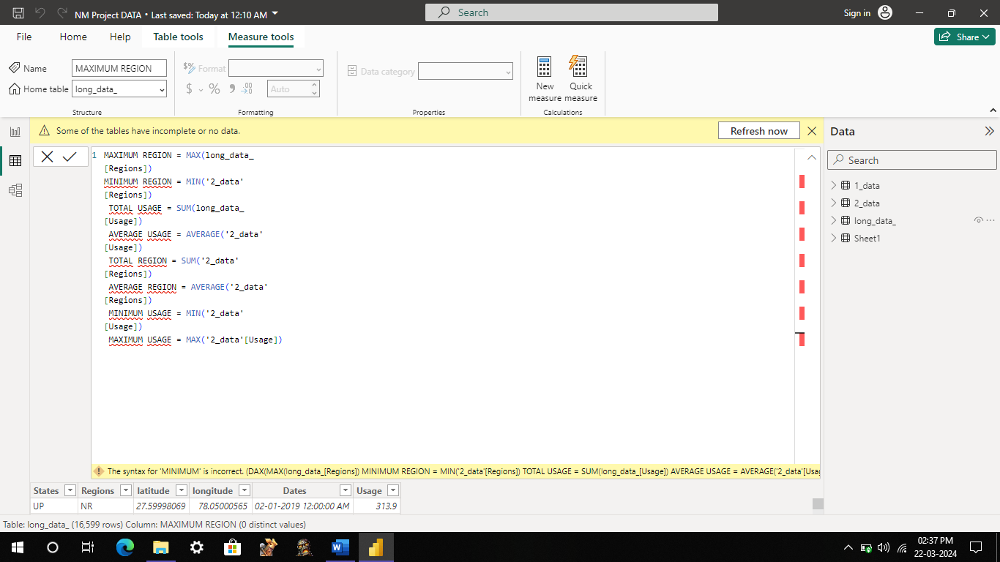 NM Project DATA • Last saved: Today at 12:10 AM
Search
Sign in
File
Home
Help
Table tools
Measure tools
Share
Name
MAXIMUM REGION
Home table
long_data_
Structure
Format
$
%
Auto
Formatting
Data category
Properties
New
measure
Quick
measure
Calculations
Some of the tables have incomplete or no data.
Refresh now
1 MAXIMUM REGION = MAX(long_data_
[Regions])
MINIMUM REGION = MIN('2_data'
[Regions])
TOTAL USAGE = SUM(long_data_
[Usage])
AVERAGE USAGE = AVERAGE('2_data'
[Usage])
TOTAL REGION = SUM('2_data'
[Regions])
AVERAGE REGION = AVERAGE('2_data'
[Regions])
MINIMUM USAGE = MIN('2_data'
[Usage])
MAXIMUM USAGE = MAX('2_data'[Usage])
The syntax for 'MINIMUM' is incorrect. (DAX(MAX(long_data_[Regions]) MINIMUM REGION = MIN('2_data'[Regions]) TOTAL USAGE = SUM(long_data_[Usage]) AVERAGE USAGE = AVERAGE('2_data'[Usag
States Regions latitude longitude Dates Usage
UP NR 27.59998069 78.05000565 02-01-2019 12:00:00 AM 313.9
Data
Search
1_data
2_data
long_data_
Sheet1
Table: long_data_ (16,599 rows) Column: MAXIMUM REGION (0 distinct values)
02:37 PM
22-03-2024